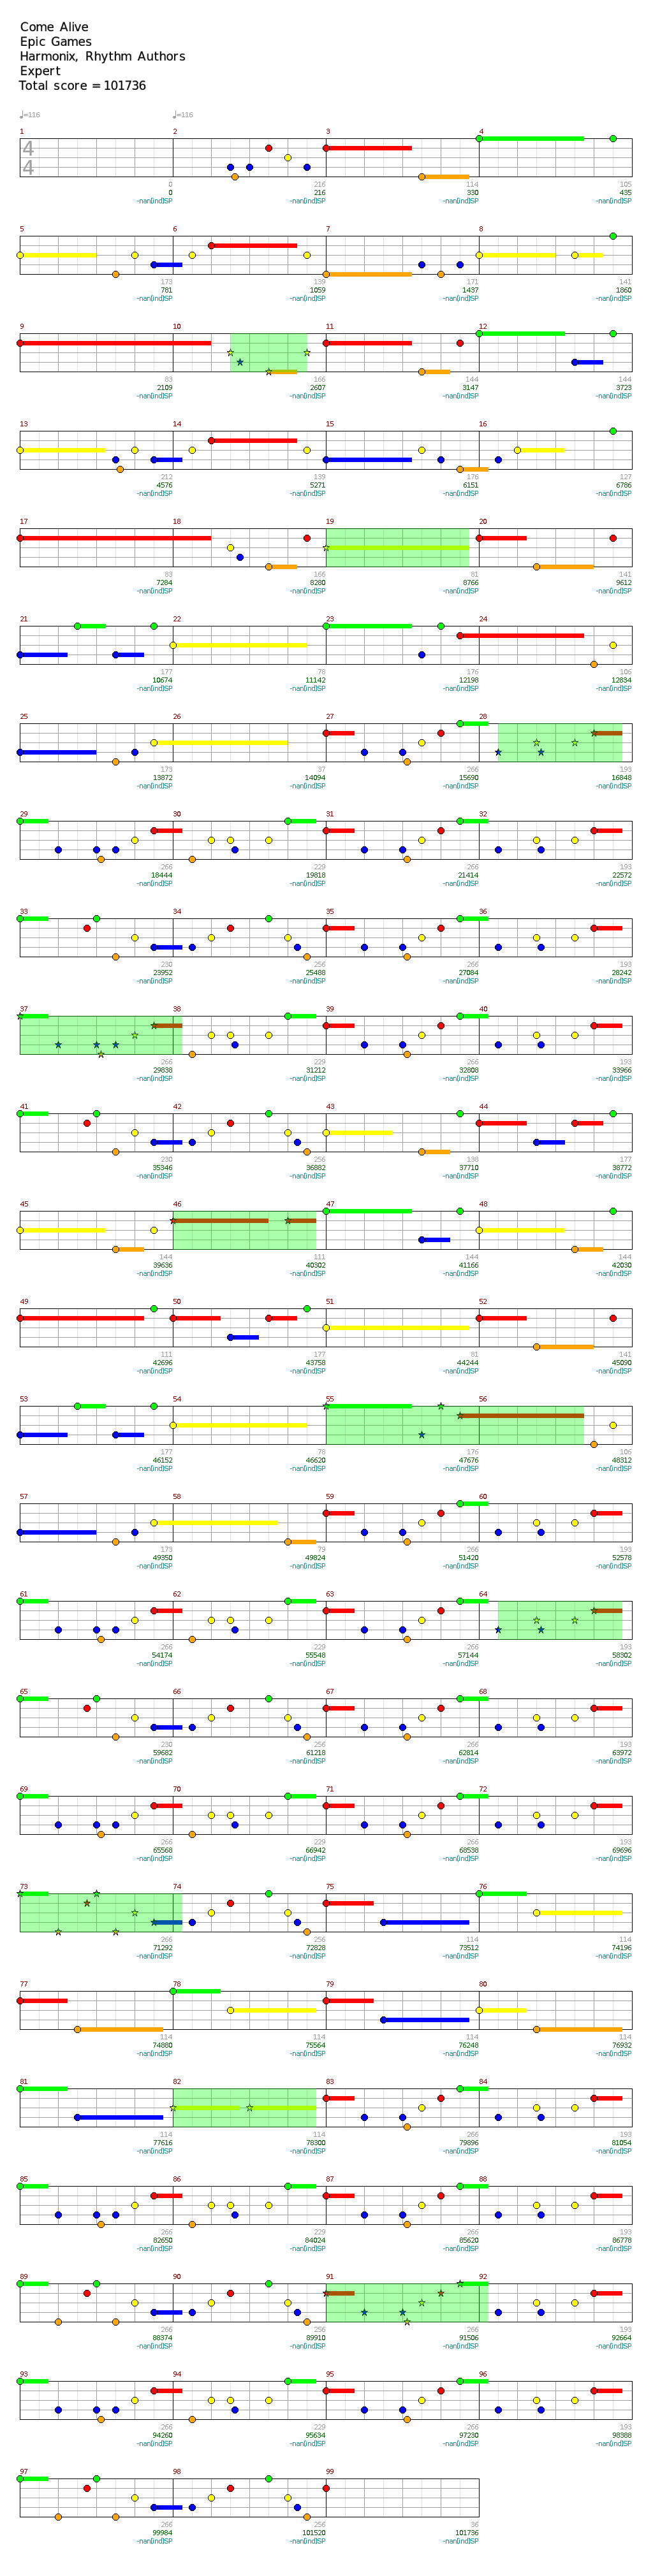 Come Alive
Epic Games
Harmonix, Rhythm Authors
Expert
Total score = 101736
♩=116 ♩=116
1 2 3 4
4
4
0 216 114 105
0 216 330 435
-nan(ind)SP -nan(ind)SP -nan(ind)SP -nan(ind)SP
5 6 7 8
173 139 171 141
781 1059 1437 1860
-nan(ind)SP -nan(ind)SP -nan(ind)SP -nan(ind)SP
9 10 11 12
83 166 144 144
2109 2607 3147 3723
-nan(ind)SP -nan(ind)SP -nan(ind)SP -nan(ind)SP
13 14 15 16
212 139 176 127
4576 5271 6151 6786
-nan(ind)SP -nan(ind)SP -nan(ind)SP -nan(ind)SP
17 18 19 20
83 166 81 141
7284 8280 8766 9612
-nan(ind)SP -nan(ind)SP -nan(ind)SP -nan(ind)SP
21 22 23 24
177 78 176 106
10674 11142 12198 12834
-nan(ind)SP -nan(ind)SP -nan(ind)SP -nan(ind)SP
25 26 27 28
173 37 266 193
13872 14094 15690 16848
-nan(ind)SP -nan(ind)SP -nan(ind)SP -nan(ind)SP
29 30 31 32
266 229 266 193
18444 19818 21414 22572
-nan(ind)SP -nan(ind)SP -nan(ind)SP -nan(ind)SP
33 34 35 36
230 256 266 193
23952 25488 27084 28242
-nan(ind)SP -nan(ind)SP -nan(ind)SP -nan(ind)SP
37 38 39 40
266 229 266 193
29838 31212 32808 33966
-nan(ind)SP -nan(ind)SP -nan(ind)SP -nan(ind)SP
41 42 43 44
230 256 138 177
35346 36882 37710 38772
-nan(ind)SP -nan(ind)SP -nan(ind)SP -nan(ind)SP
45 46 47 48
144 111 144 144
39636 40302 41166 42030
-nan(ind)SP -nan(ind)SP -nan(ind)SP -nan(ind)SP
49 50 51 52
111 177 81 141
42696 43758 44244 45090
-nan(ind)SP -nan(ind)SP -nan(ind)SP -nan(ind)SP
53 54 55 56
177 78 176 106
46152 46620 47676 48312
-nan(ind)SP -nan(ind)SP -nan(ind)SP -nan(ind)SP
57 58 59 60
173 79 266 193
49350 49824 51420 52578
-nan(ind)SP -nan(ind)SP -nan(ind)SP -nan(ind)SP
61 62 63 64
266 229 266 193
54174 55548 57144 58302
-nan(ind)SP -nan(ind)SP -nan(ind)SP -nan(ind)SP
65 66 67 68
230 256 266 193
59682 61218 62814 63972
-nan(ind)SP -nan(ind)SP -nan(ind)SP -nan(ind)SP
69 70 71 72
266 229 266 193
65568 66942 68538 69696
-nan(ind)SP -nan(ind)SP -nan(ind)SP -nan(ind)SP
73 74 75 76
266 256 114 114
71292 72828 73512 74196
-nan(ind)SP -nan(ind)SP -nan(ind)SP -nan(ind)SP
77 78 79 80
114 114 114 114
74880 75564 76248 76932
-nan(ind)SP -nan(ind)SP -nan(ind)SP -nan(ind)SP
81 82 83 84
114 114 266 193
77616 78300 79896 81054
-nan(ind)SP -nan(ind)SP -nan(ind)SP -nan(ind)SP
85 86 87 88
266 229 266 193
82650 84024 85620 86778
-nan(ind)SP -nan(ind)SP -nan(ind)SP -nan(ind)SP
89 90 91 92
266 256 266 193
88374 89910 91506 92664
-nan(ind)SP -nan(ind)SP -nan(ind)SP -nan(ind)SP
93 94 95 96
266 229 266 193
94260 95634 97230 98388
-nan(ind)SP -nan(ind)SP -nan(ind)SP -nan(ind)SP
97 98 99
266 256 36
99984 101520 101736
-nan(ind)SP -nan(ind)SP -nan(ind)SP